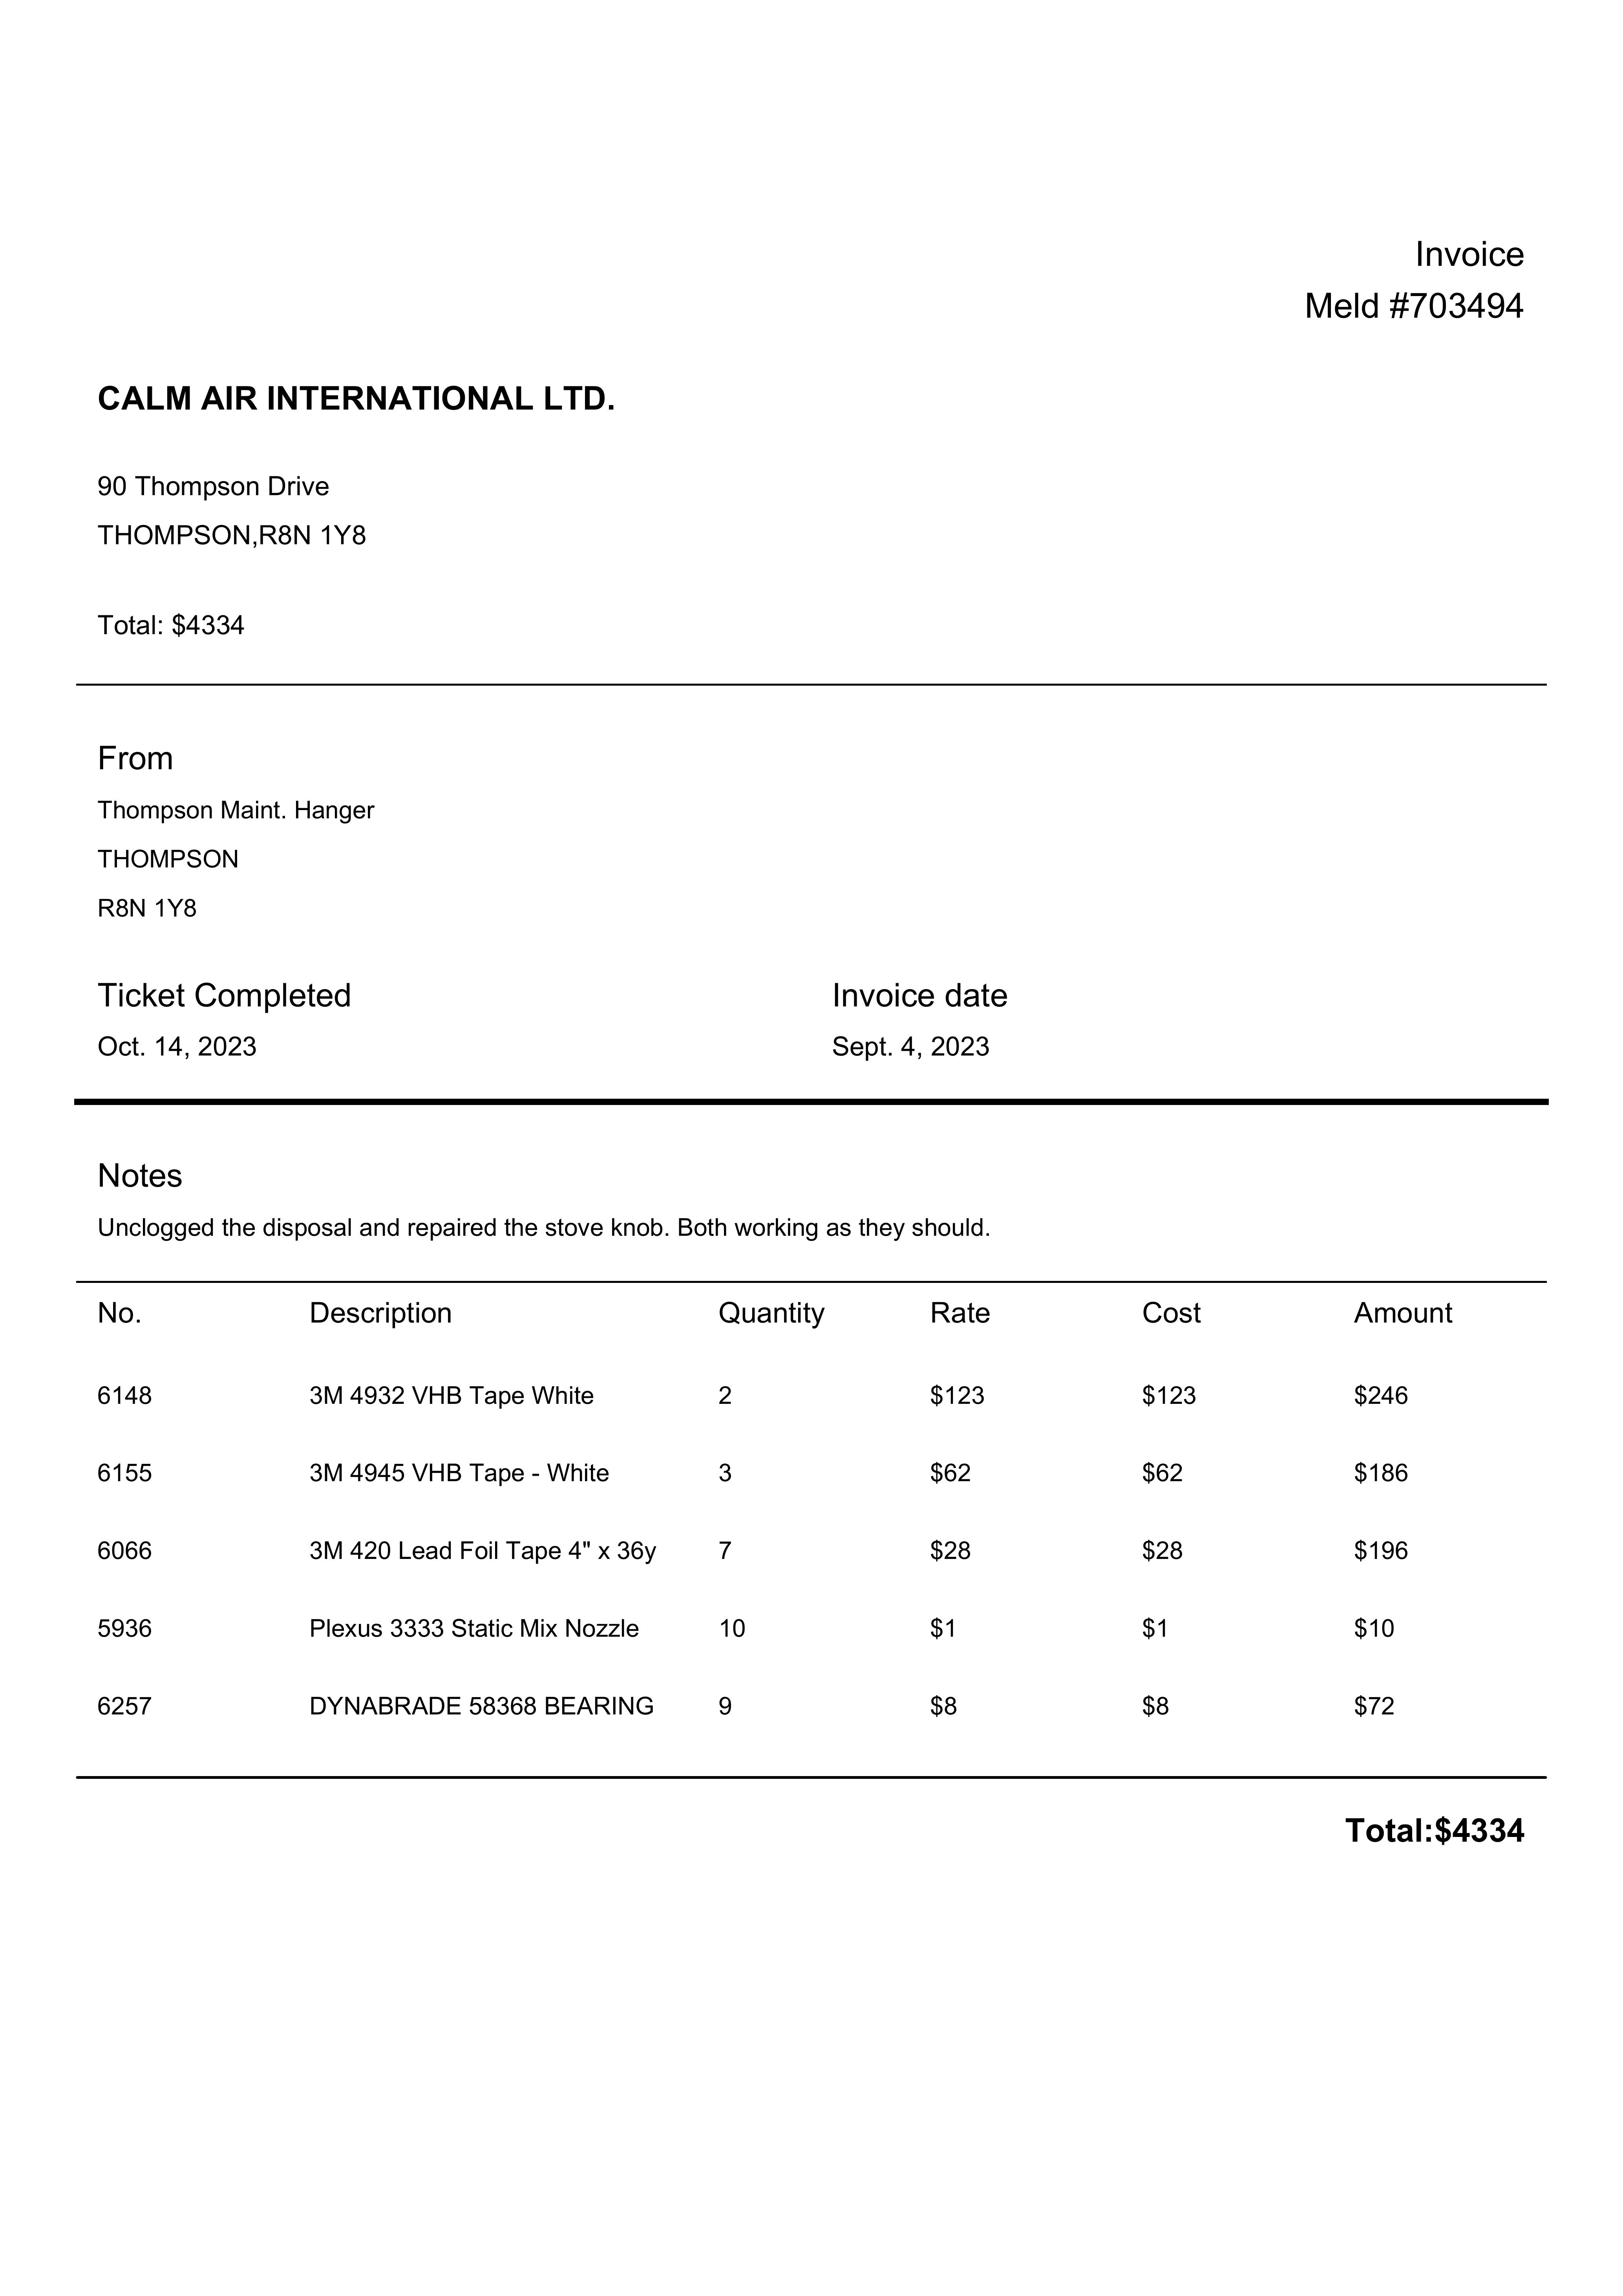 Invoice
Meld #703494
CALM AIR INTERNATIONAL LTD.
90 Thompson Drive
THOMPSON,R8N 1Y8
Total: $4334
From
Thompson Maint. Hanger
THOMPSON
R8N 1Y8
Ticket Completed Invoice date
Oct. 14, 2023 Sept. 4, 2023
Notes
Unclogged the disposal and repaired the stove knob. Both working as they should.
No. Description Quantity Rate Cost Amount
6148 3M 4932 VHB Tape White 2 $123 $123 $246
6155 3M 4945 VHB Tape - White 3 $62 $62 $186
6066 3M 420 Lead Foil Tape 4" x 36y 7 $28 $28 $196
5936 Plexus 3333 Static Mix Nozzle 10 $1 $1 $10
6257 DYNABRADE 58368 BEARING 9 $8 $8 $72
Total:$4334